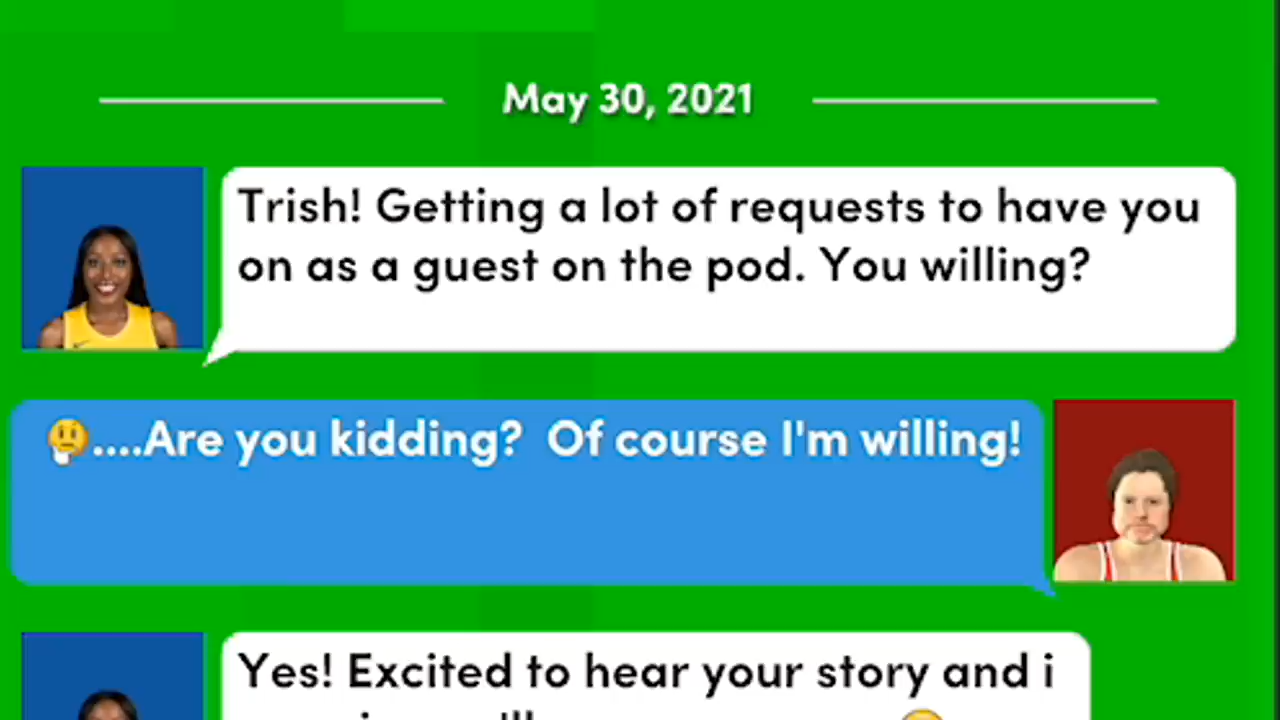 May 30, 2021
Trish! Getting a lot of requests to have you
on as a guest on the pod. You willing?
🤔....Are you kidding?  Of course I'm willing!
Yes! Excited to hear your story and i